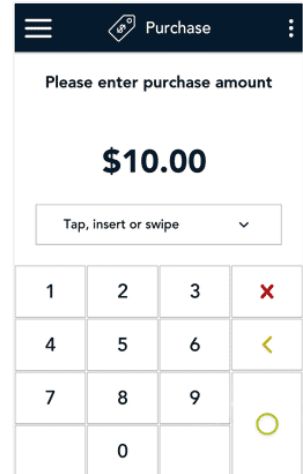 Purchase
Please enter purchase amount
$10.00
Tap, insert or swipe
1 2 3
4 5 6
7 8 9
0